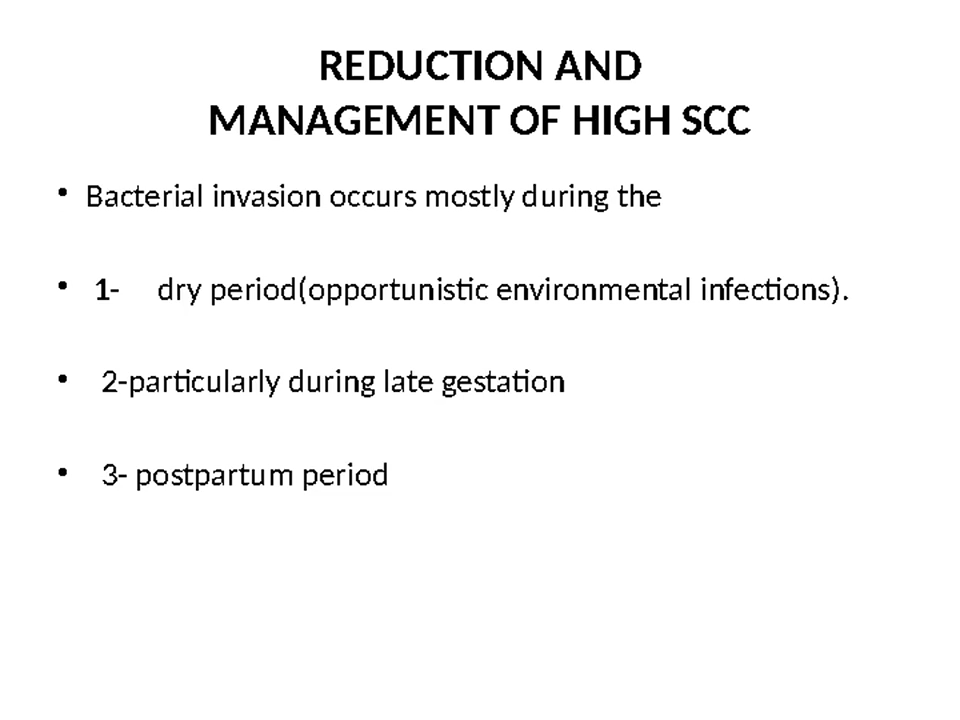 REDUCTION AND
MANAGEMENT OF HIGH SCC
• Bacterial invasion occurs mostly during the
• 1- dry period(opportunistic environmental infections).
• 2-particularly during late gestation
• 3- postpartum period